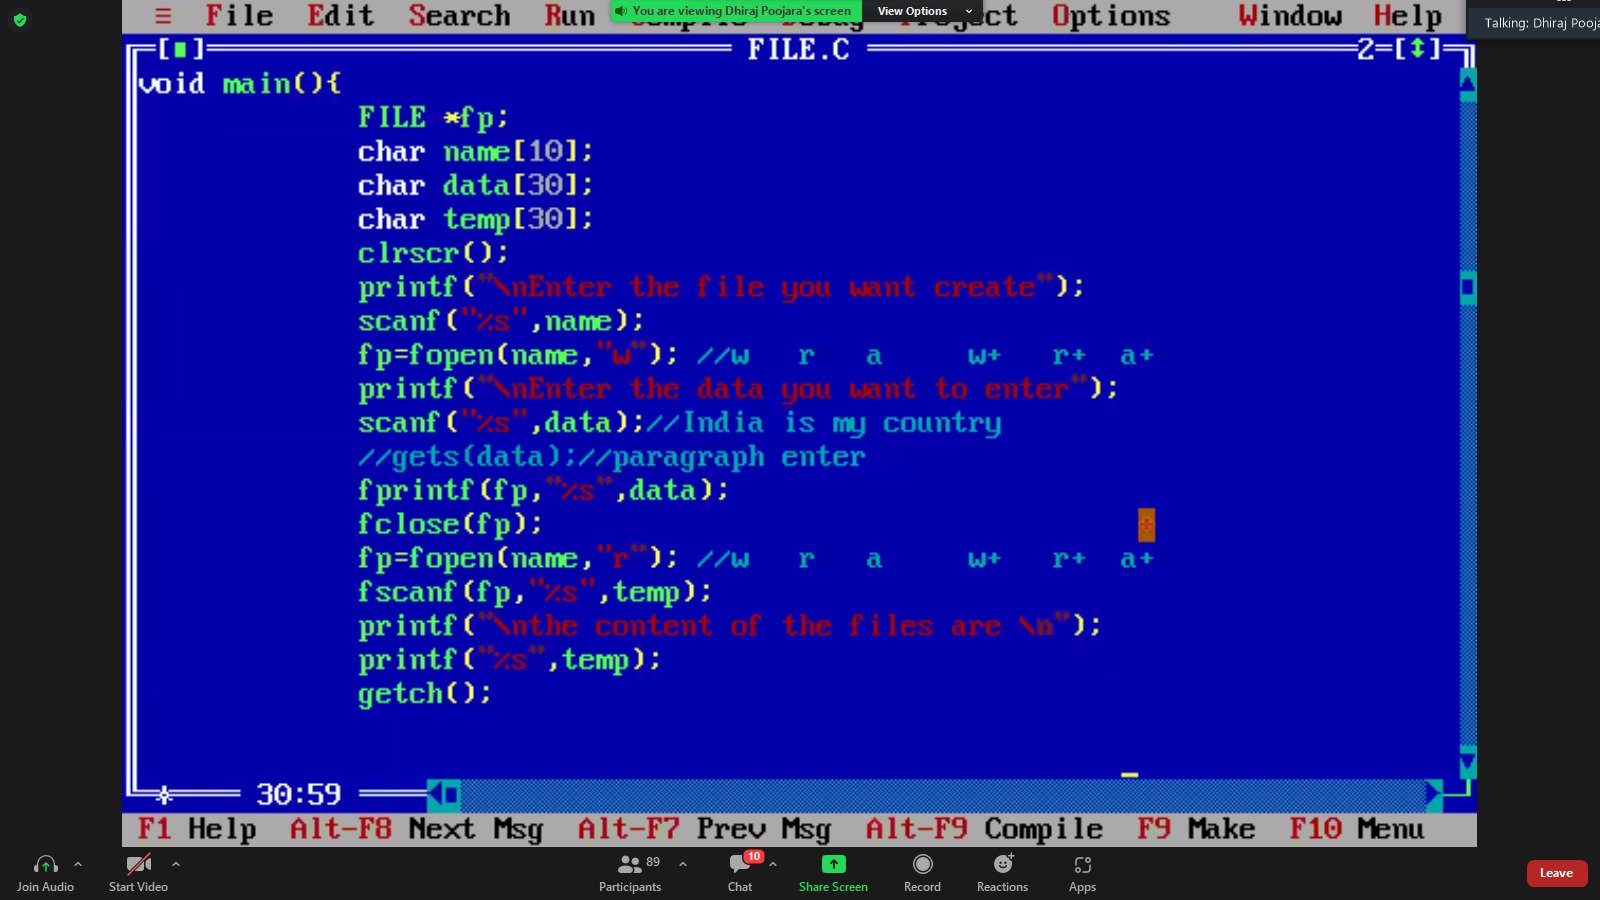 ≡ File Edit Search Run Compile Debug Project Options Window Help
You are viewing Dhiraj Poojara's screen View Options
Talking: Dhiraj Pooja
[■] FILE.C 2=[↕]
void main(){
FILE *fp;
char name[10];
char data[30];
char temp[30];
clrscr();
printf("\nEnter the file you want create");
scanf("%s",name);
fp=fopen(name,"w"); //w r a w+ r+ a+
printf("\nEnter the data you want to enter");
scanf("%s",data);//India is my country
//gets(data);//paragraph enter
fprintf(fp,"%s",data);
fclose(fp);
fp=fopen(name,"r"); //w r a w+ r+ a+
fscanf(fp,"%s",temp);
printf("\nthe content of the files are \n");
printf("%s",temp);
getch();
30:59
F1 Help Alt-F8 Next Msg Alt-F7 Prev Msg Alt-F9 Compile F9 Make F10 Menu
89 10
Join Audio Start Video Participants Chat Share Screen Record Reactions Apps Leave